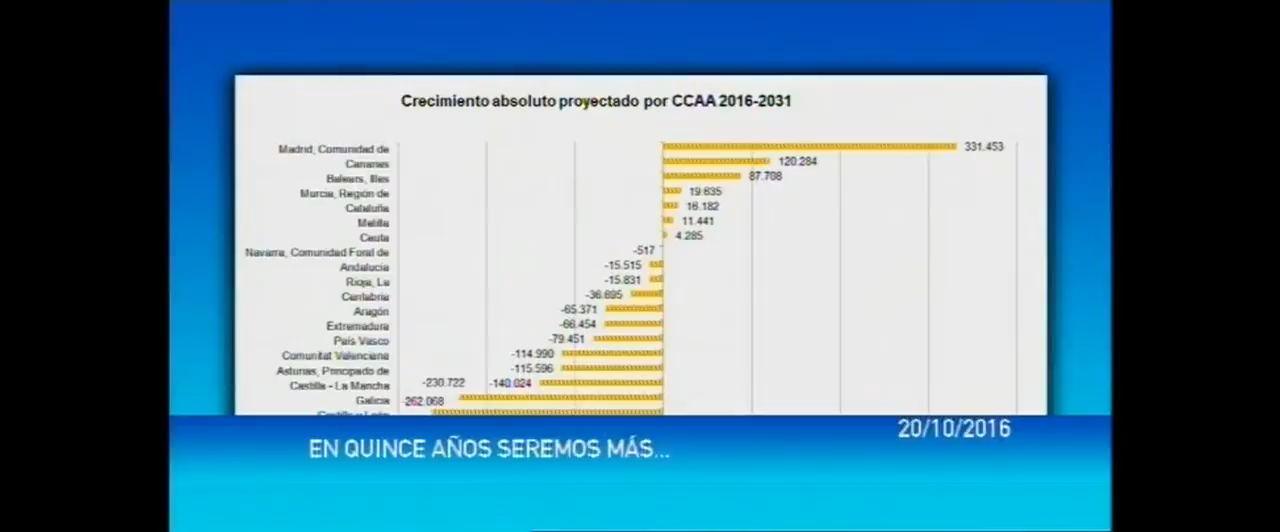 Crecimiento absoluto proyectado por CCAA 2016-2031
Madrid, Comunidad de 331.453
Canarias 120.284
Balears, Illes 87.708
Murcia, Región de 19.635
Cataluña 16.182
Melilla 11.441
Ceuta 4.285
Navarra, Comunidad Foral de -517
Andalucía -15.515
Rioja, La -15.831
Cantabria -36.695
Aragón -65.371
Extremadura -66.454
País Vasco -79.451
Comunitat Valenciana -114.990
Asturias, Principado de -115.596
Castilla - La Mancha -230.722 -140.024
Galicia -262.068
Castilla y León
20/10/2016
EN QUINCE AÑOS SEREMOS MÁS...